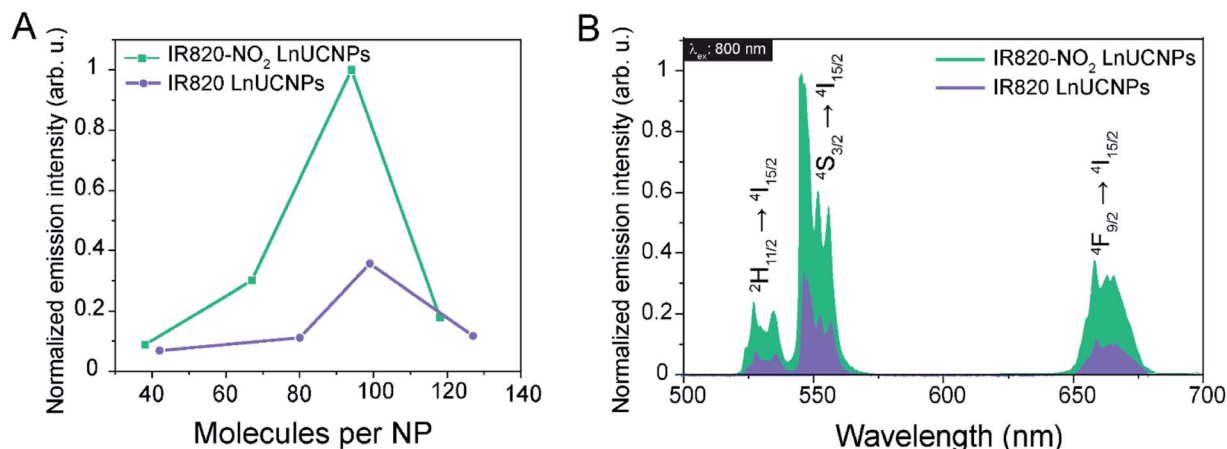 A
Normalized emission intensity (arb. u.)
1
0.8
0.6
0.4
0.2
0
IR820-NO₂ LnUCNPs
IR820 LnUCNPs
40 60 80 100 120 140
Molecules per NP
B
Normalized emission intensity (arb. u.)
1
0.8
0.6
0.4
0.2
0
λₑₓ: 800 nm
IR820-NO₂ LnUCNPs
IR820 LnUCNPs
²H₁₁/₂ → ⁴I₁₅/₂
⁴S₃/₂ → ⁴I₁₅/₂
⁴F₉/₂ → ⁴I₁₅/₂
500 550 600 650 700
Wavelength (nm)